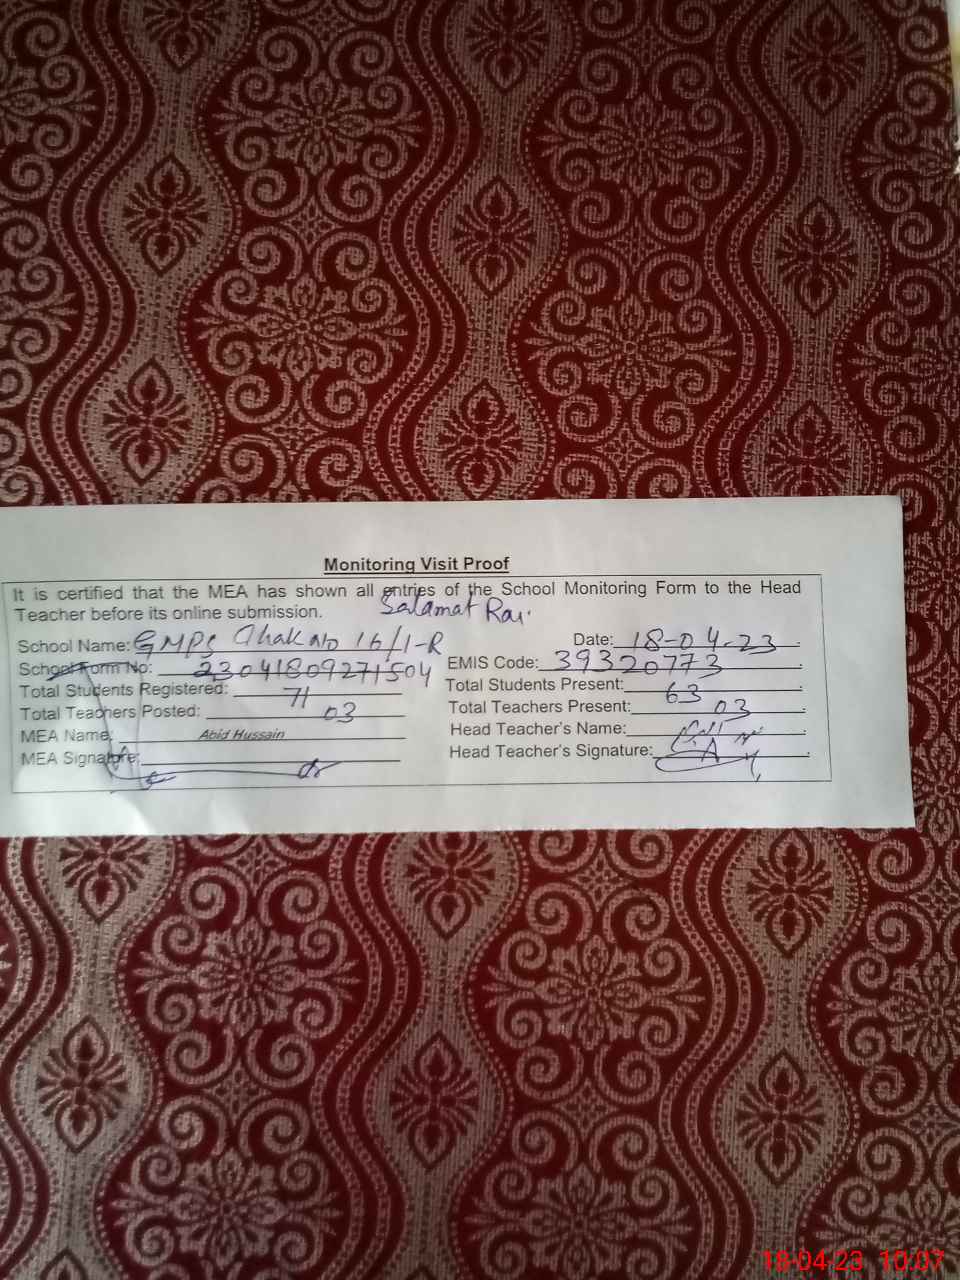 Monitoring Visit Proof
It is certified that the MEA has shown all entries of the School Monitoring Form to the Head
Teacher before its online submission. Salamat Rai.
School Name: GMPS Chak No 16/1-R Date: 18-04-23
School Form No: 23041809271504 EMIS Code: 39320773
Total Students Registered: 71 Total Students Present: 63
Total Teachers Posted: 03 Total Teachers Present: 03
MEA Name: Abid Hussain Head Teacher's Name:
MEA Signature: Head Teacher's Signature:
18-04-23 10:07